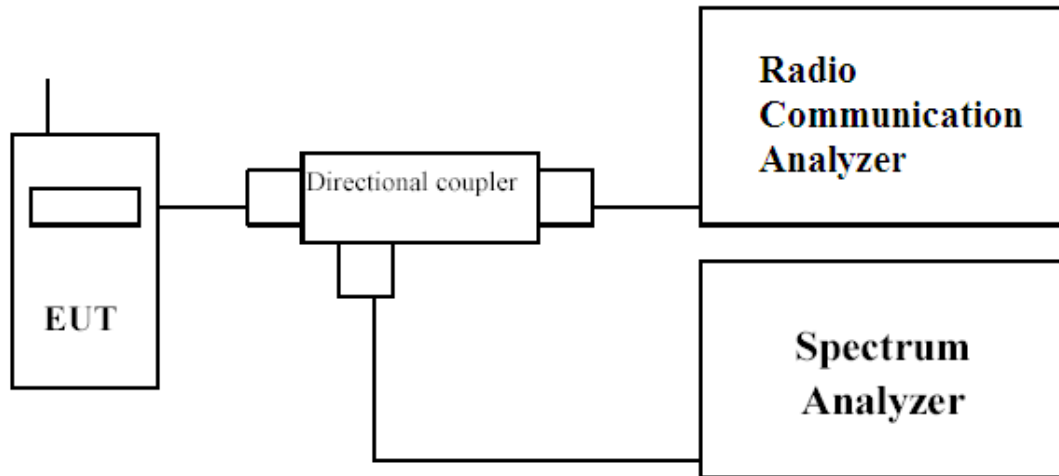 Radio
Communication
Analyzer
Directional coupler
EUT
Spectrum
Analyzer